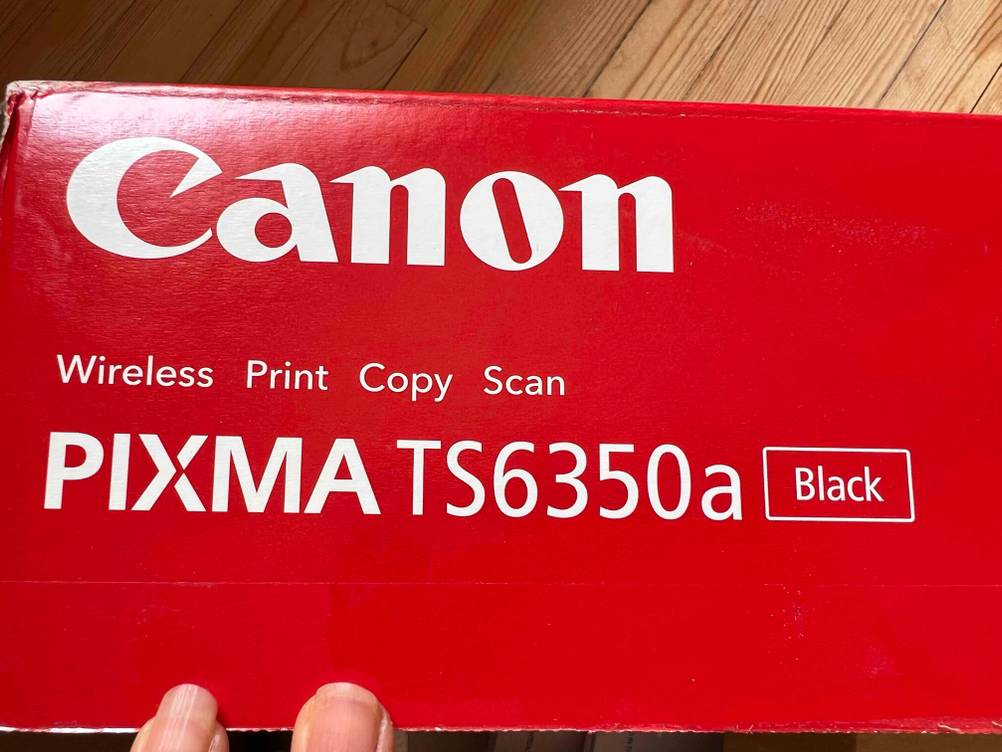 Canon
Wireless Print Copy Scan
PIXMA TS6350a Black